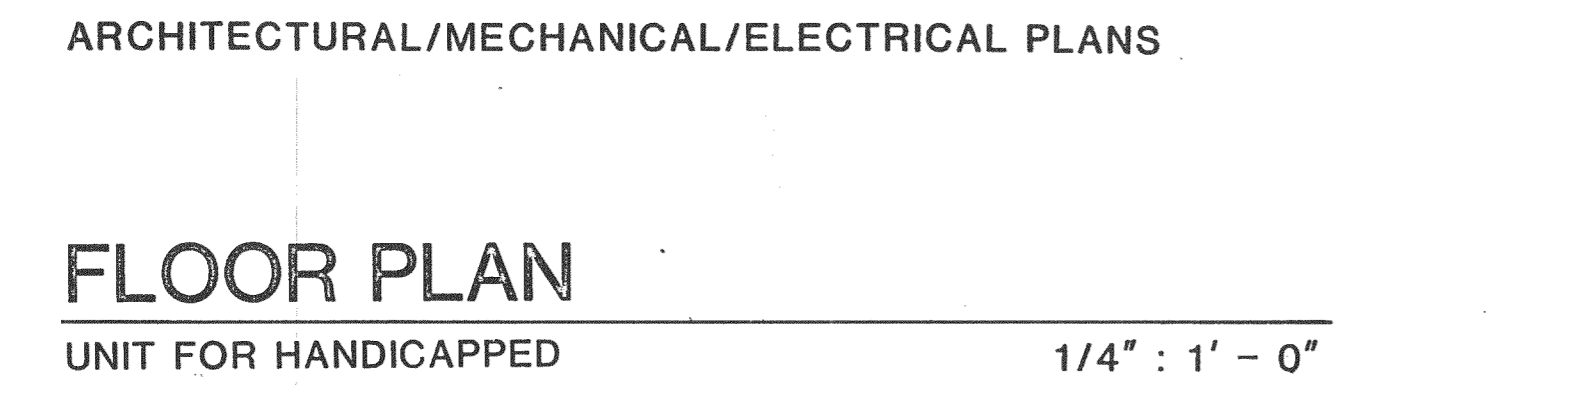 ARCHITECTURAL/MECHANICAL/ELECTRICAL PLANS
FLOOR PLAN
UNIT FOR HANDICAPPED 1/4" : 1' - 0"